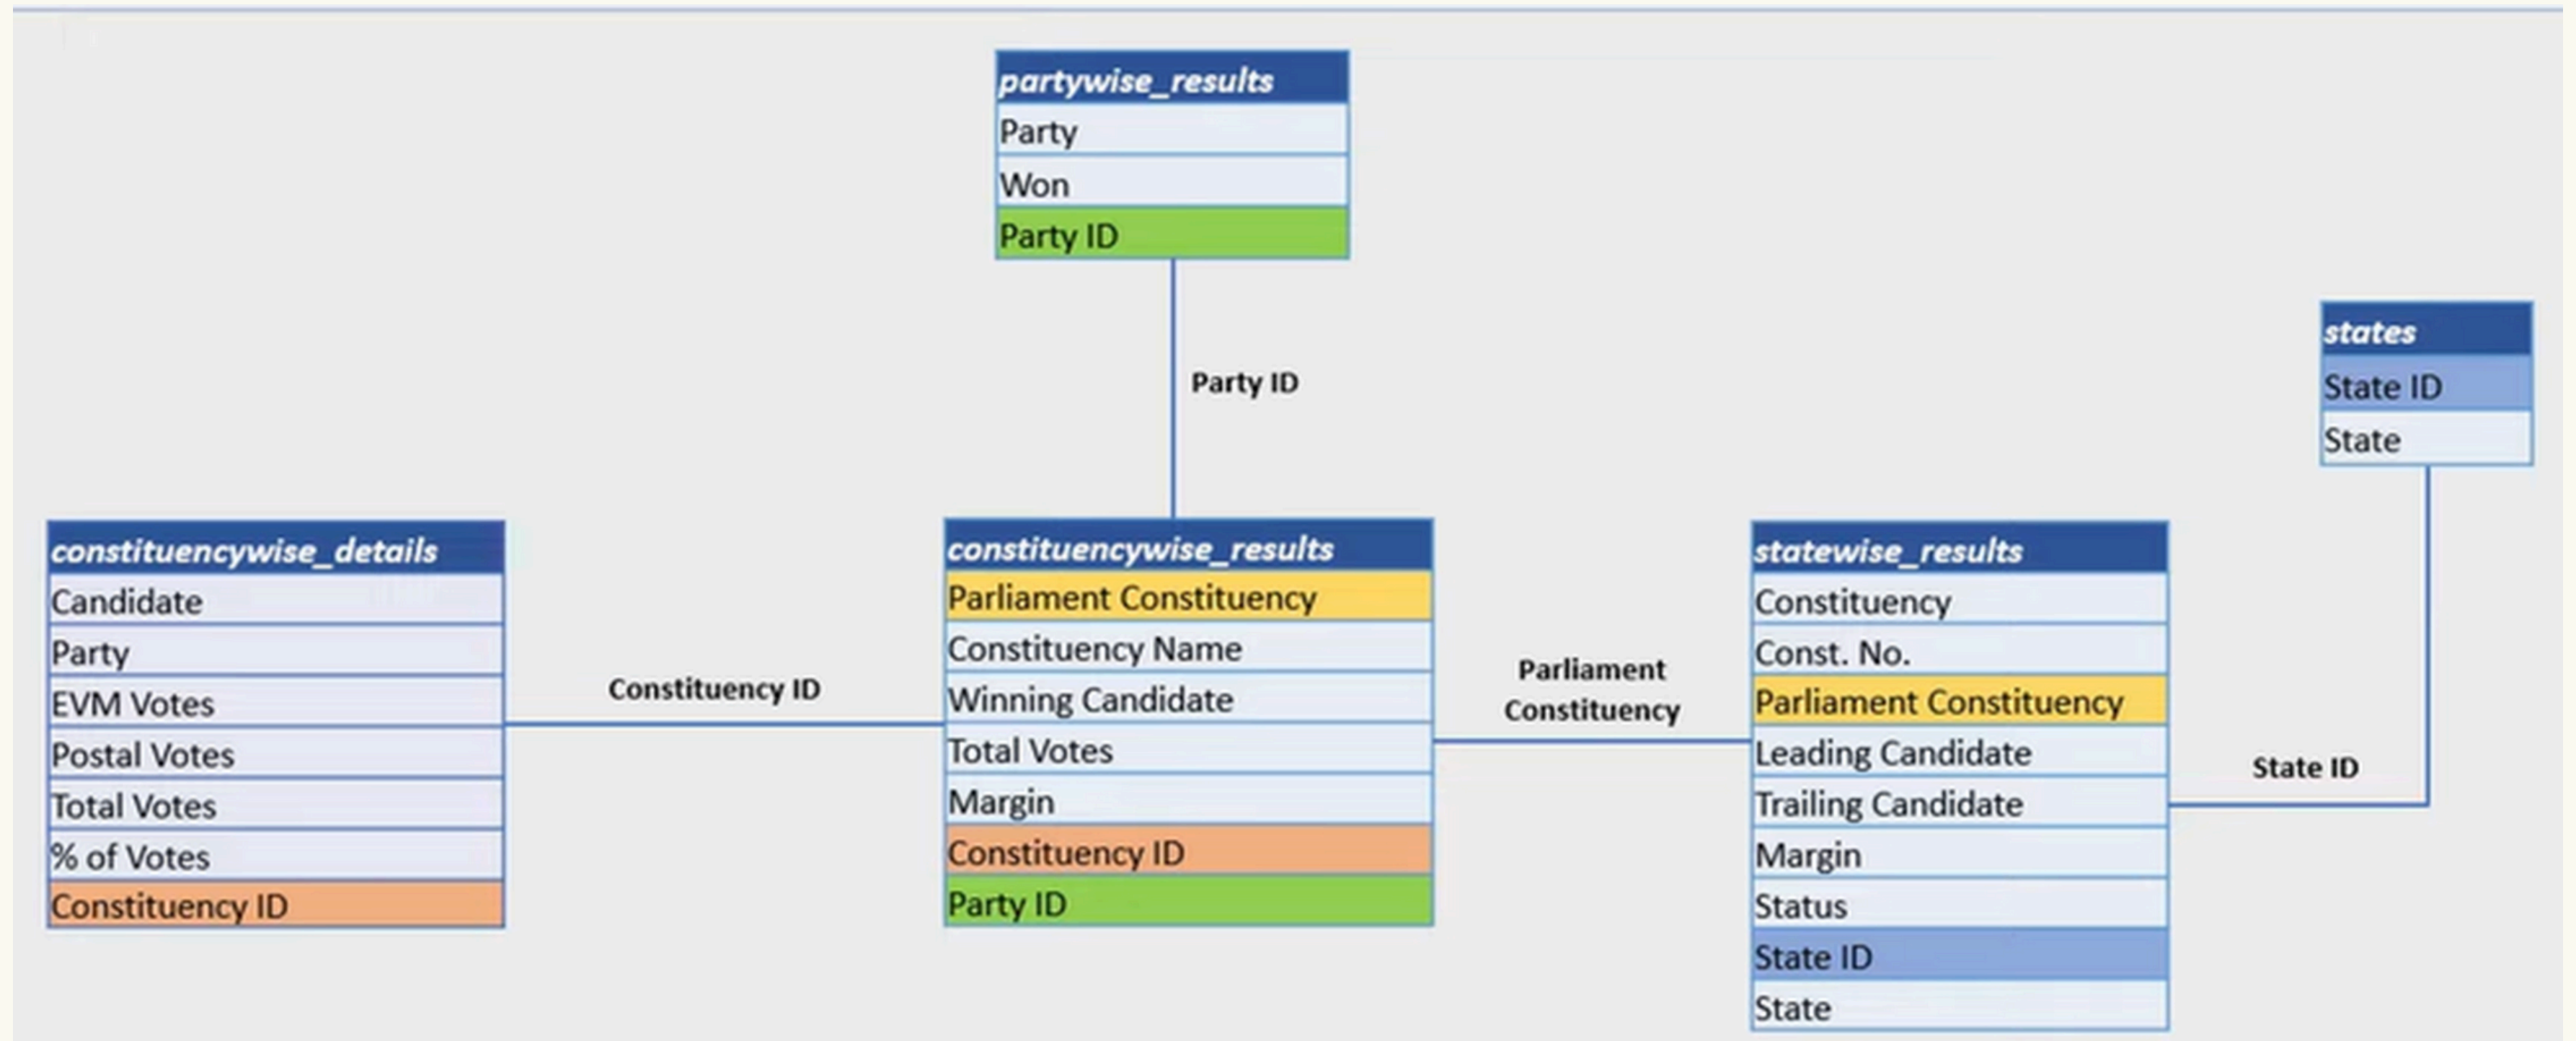 partywise_results
Party
Won
Party ID
Party ID
states
State ID
State
constituencywise_details
Candidate
Party
EVM Votes
Postal Votes
Total Votes
% of Votes
Constituency ID
Constituency ID
constituencywise_results
Parliament Constituency
Constituency Name
Winning Candidate
Total Votes
Margin
Constituency ID
Party ID
Parliament
Constituency
statewise_results
Constituency
Const. No.
Parliament Constituency
Leading Candidate
Trailing Candidate
Margin
Status
State ID
State
State ID